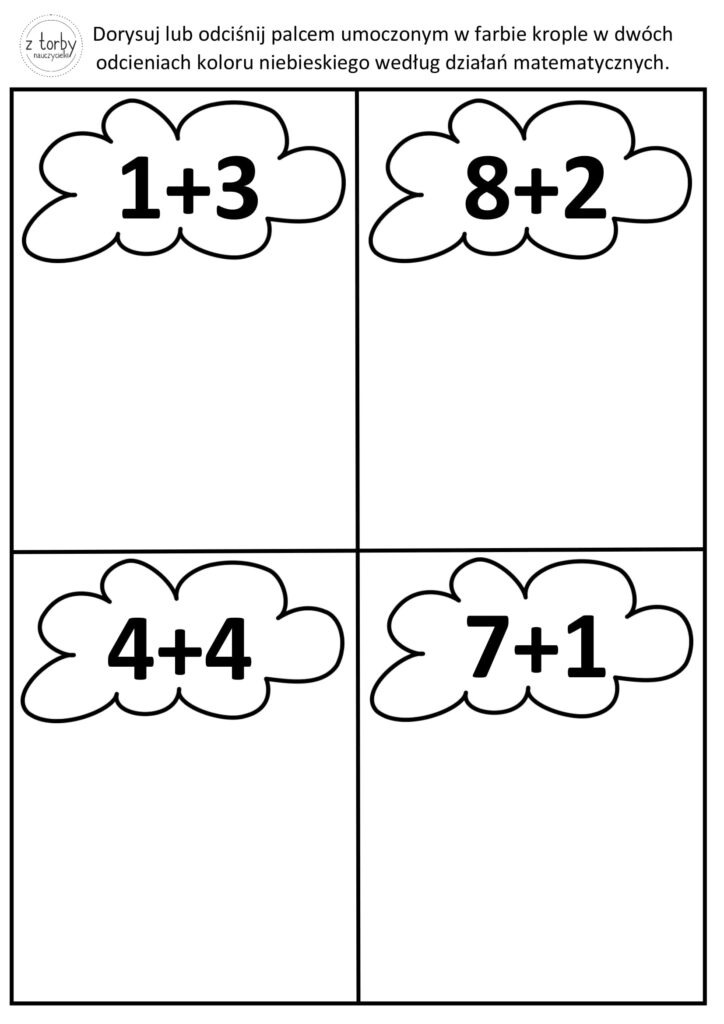 z torby
nauczycielki
Dorysuj lub odciśnij palcem umoczonym w farbie krople w dwóch
odcieniach koloru niebieskiego według działań matematycznych.
1+3
8+2
4+4
7+1